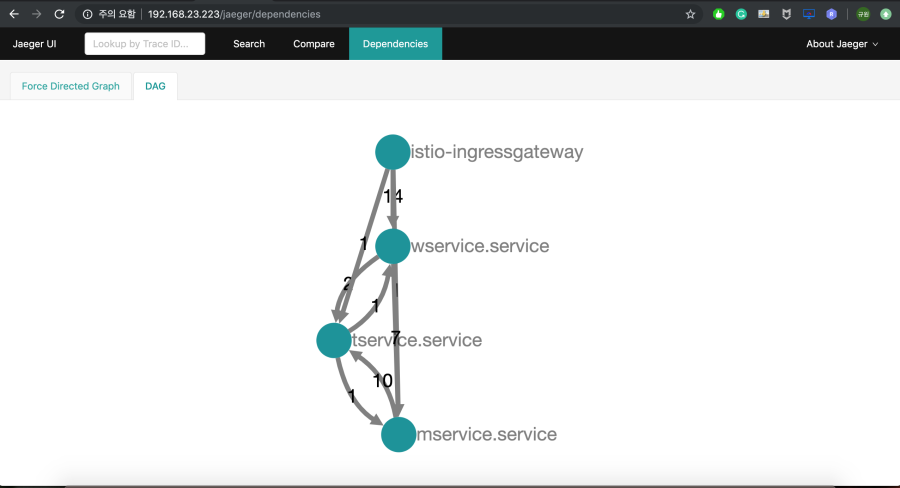 주의 요함 192.168.23.223/jaeger/dependencies
Jaeger UI Lookup by Trace ID... Search Compare Dependencies About Jaeger
Force Directed Graph DAG
istio-ingressgateway
14
1
wservice.service
2
1
7
tservice.service
10
1
mservice.service